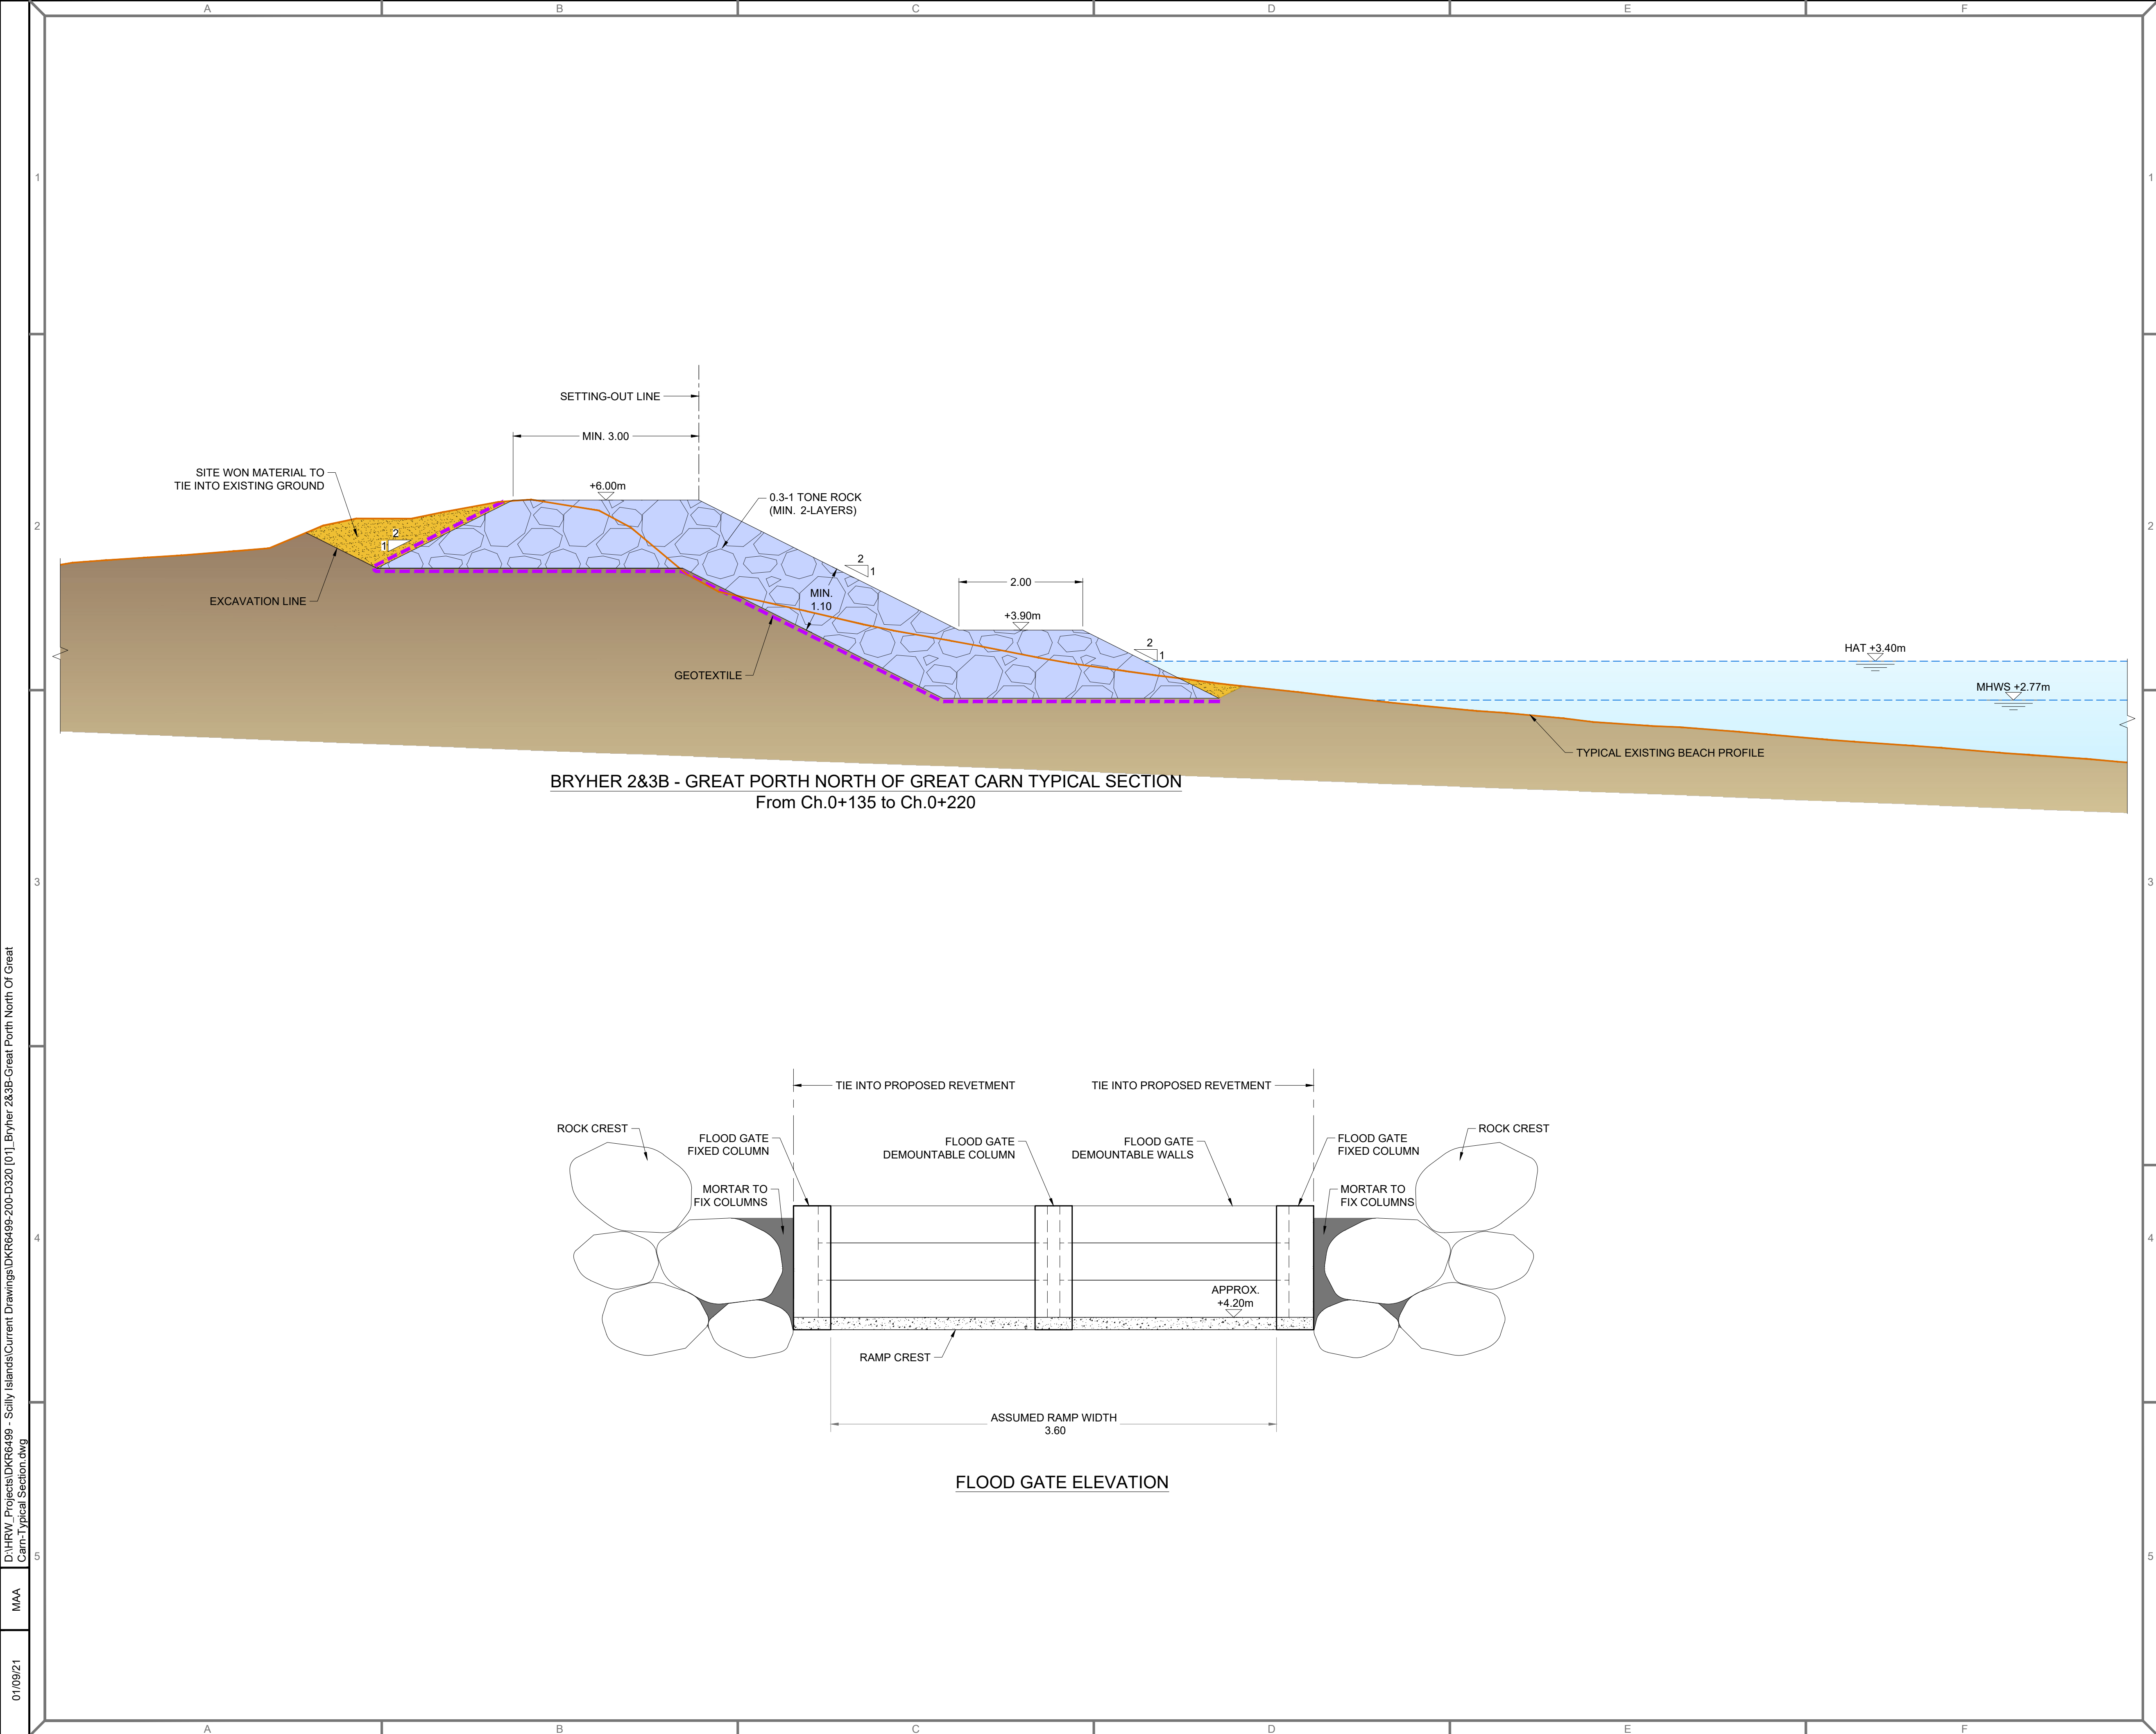 A
B
C
D
E
F
1
1
SETTING-OUT LINE
MIN. 3.00
SITE WON MATERIAL TO
TIE INTO EXISTING GROUND
+6.00m
0.3-1 TONE ROCK
(MIN. 2-LAYERS)
2
2
2
1
2
1
2.00
MIN.
1.10
EXCAVATION LINE
+3.90m
2
1
HAT +3.40m
GEOTEXTILE
MHWS +2.77m
TYPICAL EXISTING BEACH PROFILE
BRYHER 2&3B - GREAT PORTH NORTH OF GREAT CARN TYPICAL SECTION
From Ch.0+135 to Ch.0+220
3
3
TIE INTO PROPOSED REVETMENT
TIE INTO PROPOSED REVETMENT
ROCK CREST
FLOOD GATE
FIXED COLUMN
FLOOD GATE
DEMOUNTABLE COLUMN
FLOOD GATE
DEMOUNTABLE WALLS
FLOOD GATE
FIXED COLUMN
ROCK CREST
MORTAR TO
FIX COLUMNS
MORTAR TO
FIX COLUMNS
4
4
APPROX.
+4.20m
RAMP CREST
ASSUMED RAMP WIDTH
3.60
FLOOD GATE ELEVATION
5
5
D:\HRW_Projects\DKR6499 - Scilly Islands\Current Drawings\DKR6499-200-D320 [01]_Bryher 2&3B-Great Porth North Of Great
Carn-Typical Section.dwg
MAA
01/09/21
A
B
C
D
E
F